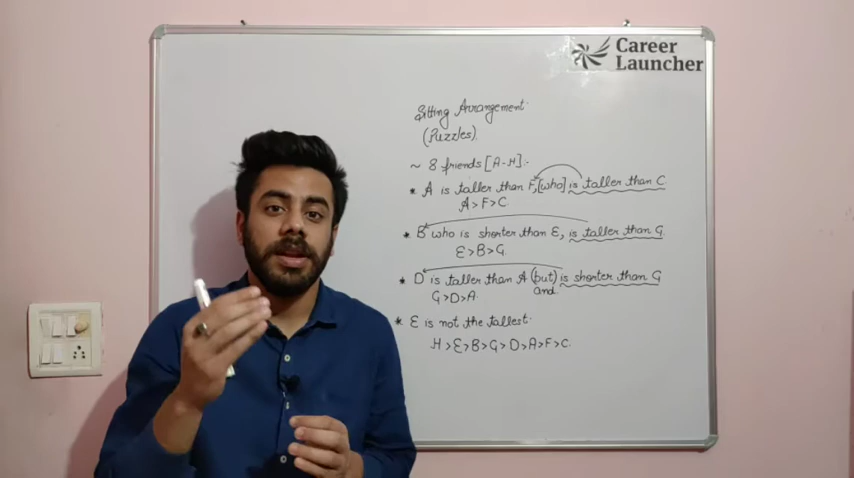 Career
Launcher
Sitting Arrangement
(Puzzles).
~ 8 friends [A-H]:-
* A is taller than F, [who] is taller than C.
A > F > C.
* B who is shorter than E, is taller than G.
E > B > G.
* D is taller than A (but) is shorter than G
and
G > D > A.
* E is not the tallest.
H > E > B > G > D > A > F > C.